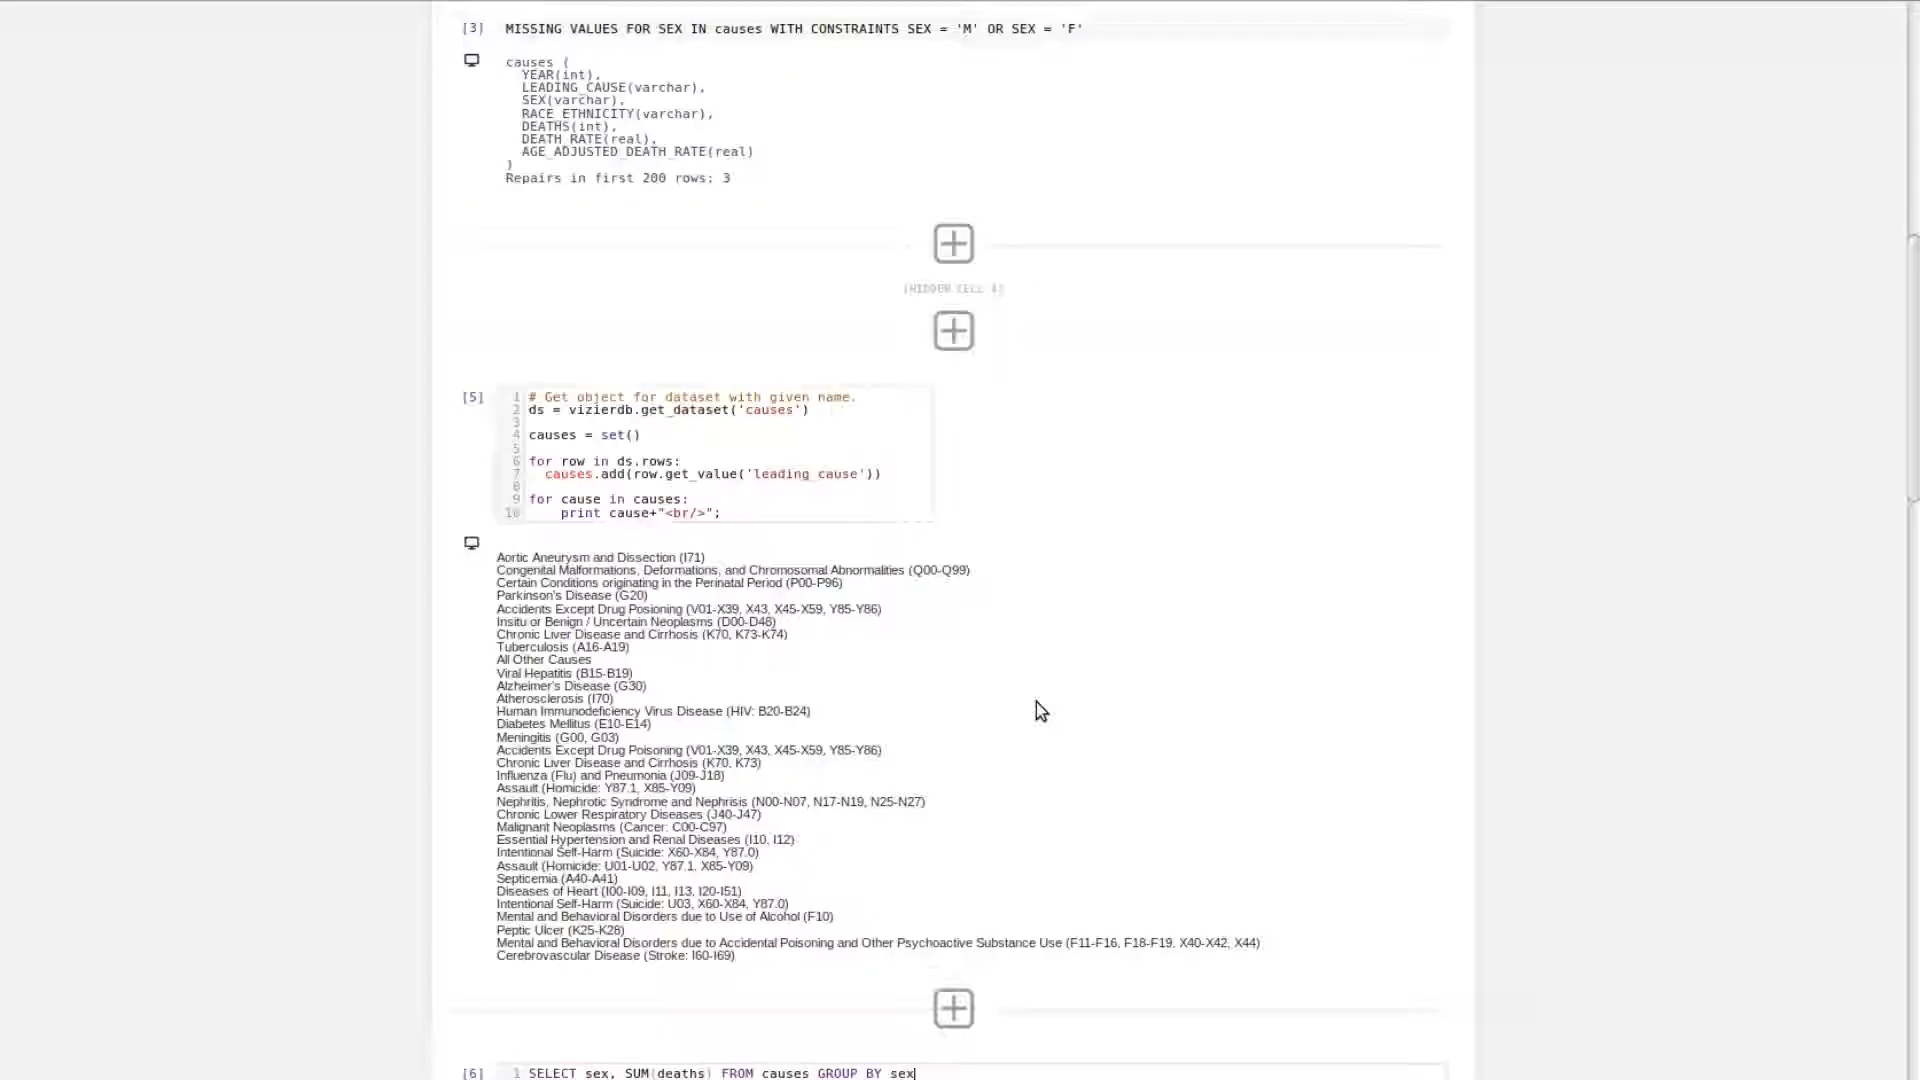 [3] MISSING VALUES FOR SEX IN causes WITH CONSTRAINTS SEX = 'M' OR SEX = 'F'
causes (
YEAR(int),
LEADING_CAUSE(varchar),
SEX(varchar),
RACE_ETHNICITY(varchar),
DEATHS(int),
DEATH_RATE(real),
AGE_ADJUSTED_DEATH_RATE(real)
)
Repairs in first 200 rows: 3
[HIDDEN CELL 4]
[5] 1 # Get object for dataset with given name.
2 ds = vizierdb.get_dataset('causes')
3
4 causes = set()
5
6 for row in ds.rows:
7 causes.add(row.get_value('leading_cause'))
8
9 for cause in causes:
10 print cause+"<br/>";
Aortic Aneurysm and Dissection (I71)
Congenital Malformations, Deformations, and Chromosomal Abnormalities (Q00-Q99)
Certain Conditions originating in the Perinatal Period (P00-P96)
Parkinson's Disease (G20)
Accidents Except Drug Posioning (V01-X39, X43, X45-X59, Y85-Y86)
Insitu or Benign / Uncertain Neoplasms (D00-D48)
Chronic Liver Disease and Cirrhosis (K70, K73-K74)
Tuberculosis (A16-A19)
All Other Causes
Viral Hepatitis (B15-B19)
Alzheimer's Disease (G30)
Atherosclerosis (I70)
Human Immunodeficiency Virus Disease (HIV: B20-B24)
Diabetes Mellitus (E10-E14)
Meningitis (G00, G03)
Accidents Except Drug Poisoning (V01-X39, X43, X45-X59, Y85-Y86)
Chronic Liver Disease and Cirrhosis (K70, K73)
Influenza (Flu) and Pneumonia (J09-J18)
Assault (Homicide: Y87.1, X85-Y09)
Nephritis, Nephrotic Syndrome and Nephrisis (N00-N07, N17-N19, N25-N27)
Chronic Lower Respiratory Diseases (J40-J47)
Malignant Neoplasms (Cancer: C00-C97)
Essential Hypertension and Renal Diseases (I10, I12)
Intentional Self-Harm (Suicide: X60-X84, Y87.0)
Assault (Homicide: U01-U02, Y87.1, X85-Y09)
Septicemia (A40-A41)
Diseases of Heart (I00-I09, I11, I13, I20-I51)
Intentional Self-Harm (Suicide: U03, X60-X84, Y87.0)
Mental and Behavioral Disorders due to Use of Alcohol (F10)
Peptic Ulcer (K25-K28)
Mental and Behavioral Disorders due to Accidental Poisoning and Other Psychoactive Substance Use (F11-F16, F18-F19, X40-X42, X44)
Cerebrovascular Disease (Stroke: I60-I69)
[6] 1 SELECT sex, SUM(deaths) FROM causes GROUP BY sex